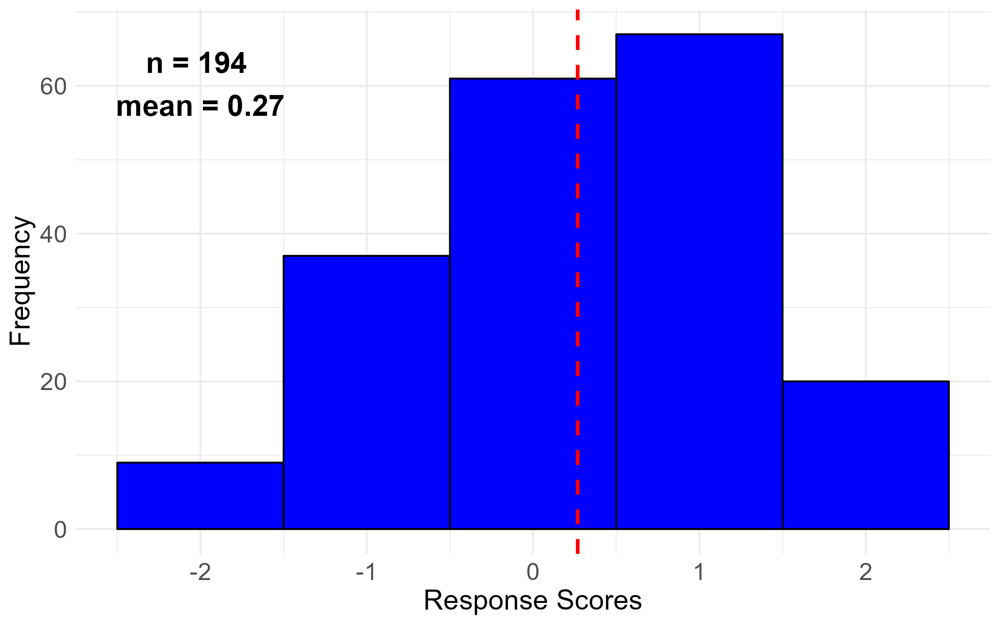 n = 194
mean = 0.27
60
40
20
0
Frequency
-2 -1 0 1 2
Response Scores